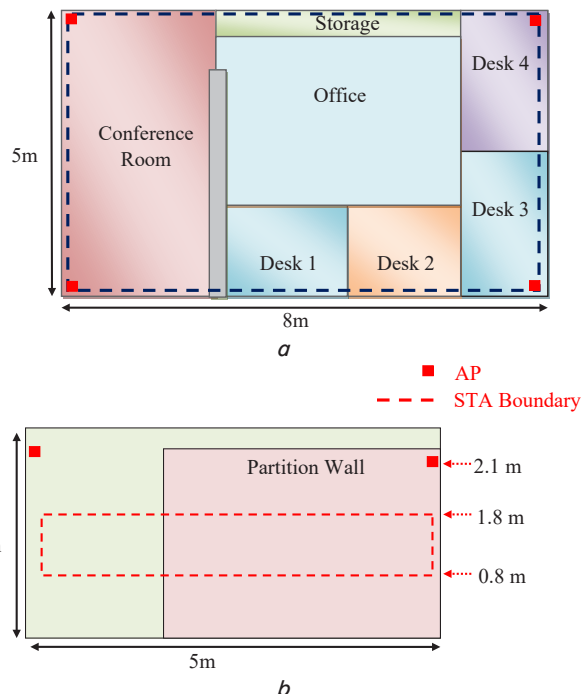 Storage
Desk 4
Office
Conference
Room
5m
Desk 3
Desk 1
Desk 2
8m
a
AP
STA Boundary
Partition Wall
2.1 m
1.8 m
0.8 m
5m
b